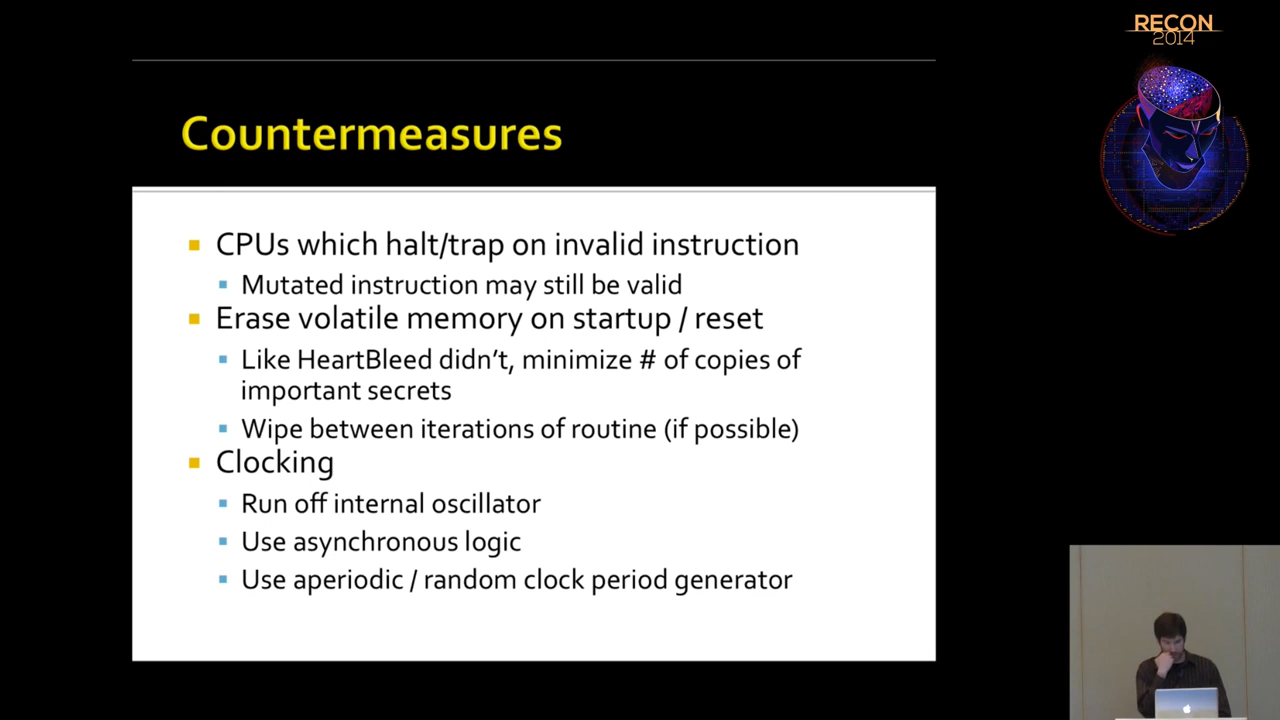 RECON
2014
Countermeasures
CPUs which halt/trap on invalid instruction
Mutated instruction may still be valid
Erase volatile memory on startup / reset
Like HeartBleed didn't, minimize # of copies of
important secrets
Wipe between iterations of routine (if possible)
Clocking
Run off internal oscillator
Use asynchronous logic
Use aperiodic / random clock period generator